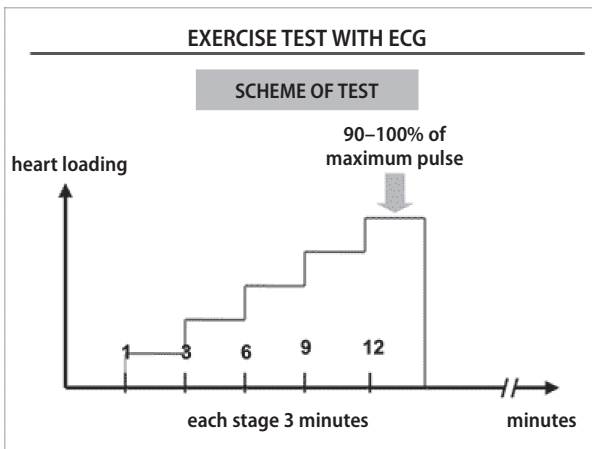 EXERCISE TEST WITH ECG
SCHEME OF TEST
90–100% of
maximum pulse
heart loading
1 3 6 9 12
each stage 3 minutes
minutes